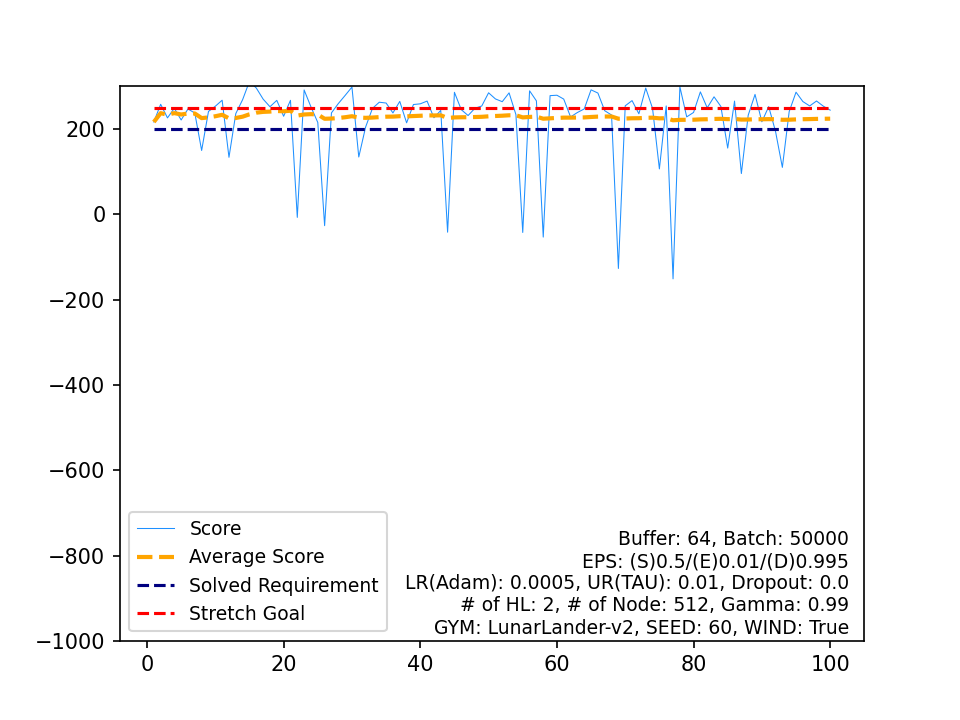 200
0
−200
−400
−600
−800
−1000
0
20
40
60
80
100
Score
Average Score
Solved Requirement
Stretch Goal
Buffer: 64, Batch: 50000
EPS: (S)0.5/(E)0.01/(D)0.995
LR(Adam): 0.0005, UR(TAU): 0.01, Dropout: 0.0
# of HL: 2, # of Node: 512, Gamma: 0.99
GYM: LunarLander-v2, SEED: 60, WIND: True